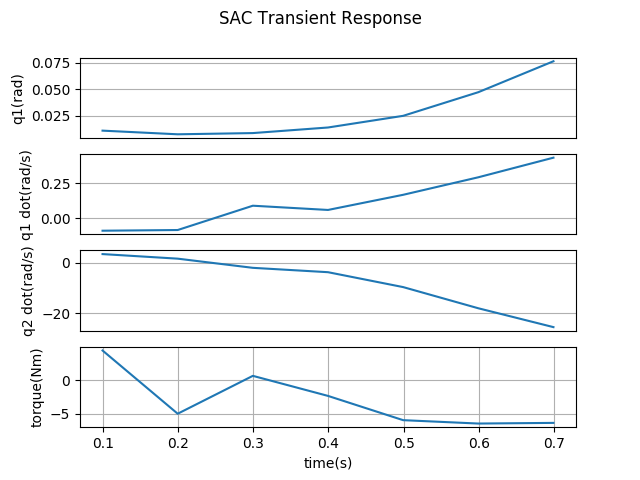 SAC Transient Response
q1(rad)
0.075
0.050
0.025
q1 dot(rad/s)
0.25
0.00
q2 dot(rad/s)
0
−20
torque(Nm)
0
−5
0.1 0.2 0.3 0.4 0.5 0.6 0.7
time(s)